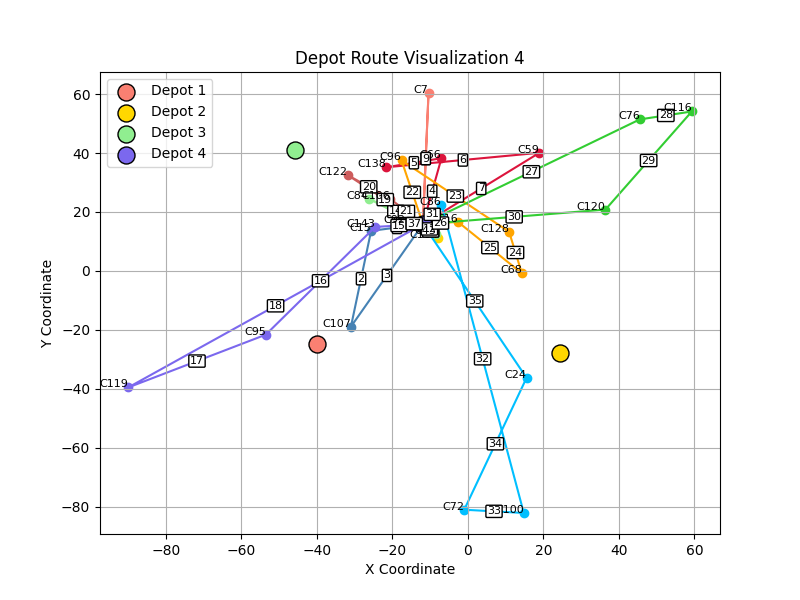 Depot Route Visualization 4
Depot 1
Depot 2
Depot 3
Depot 4
Y Coordinate
60
40
20
0
−20
−40
−60
−80
−80
−60
−40
−20
0
20
40
60
X Coordinate
C7
C116
C76
28
C59
C96
C66
C138
5
9
6
29
27
C122
20
22
4
23
7
19
C86
C120
21
31
30
C143
15
37
26
C128
25
24
C68
2
3
16
18
35
C107
C95
17
C119
32
C24
34
C72
33